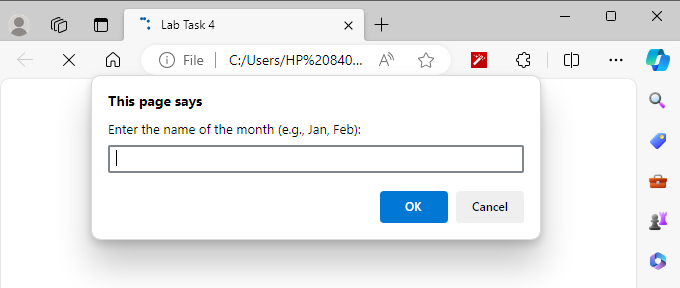 Lab Task 4
File
C:/Users/HP%20840...
A
This page says
Enter the name of the month (e.g., Jan, Feb):
OK
Cancel